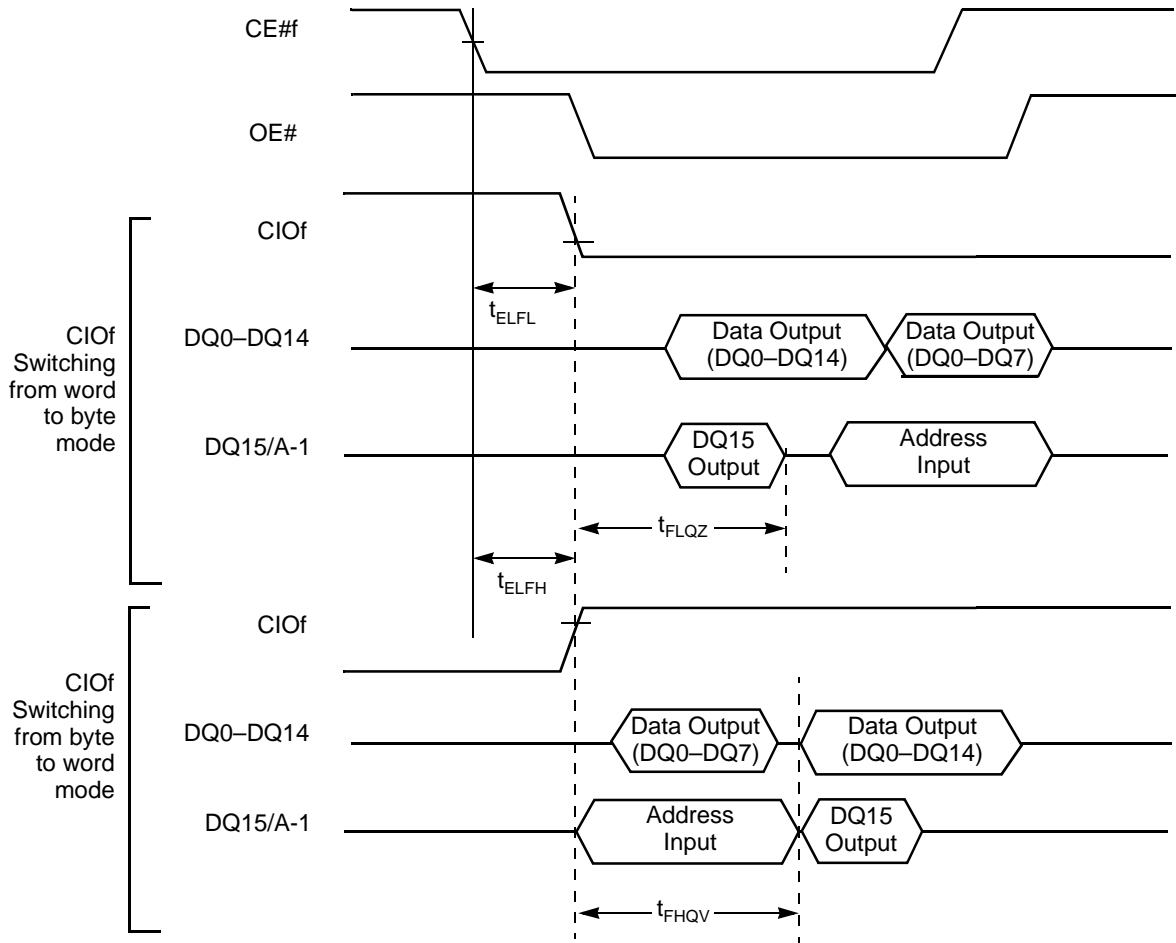 CE#f
OE#
CIOf
Switching
from word
to byte
mode
CIOf
tELFL
DQ0–DQ14
Data Output
(DQ0–DQ14)
Data Output
(DQ0–DQ7)
DQ15/A-1
DQ15
Output
Address
Input
tFLQZ
tELFH
CIOf
Switching
from byte
to word
mode
CIOf
DQ0–DQ14
Data Output
(DQ0–DQ7)
Data Output
(DQ0–DQ14)
DQ15/A-1
Address
Input
DQ15
Output
tFHQV